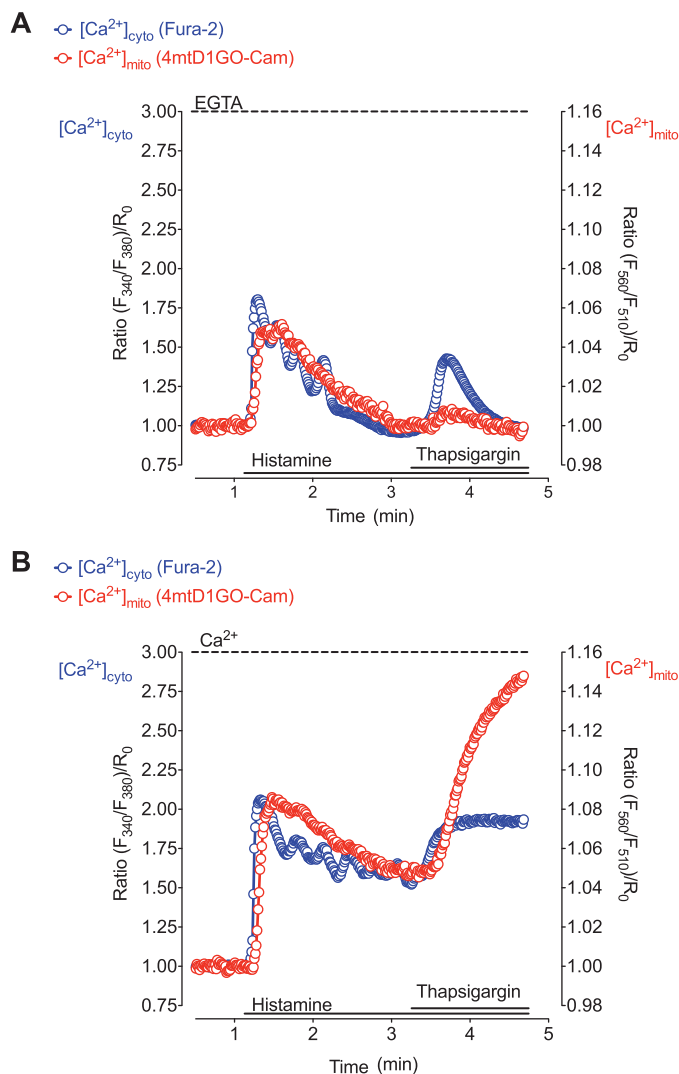 A
[Ca²⁺]cyto (Fura-2)
[Ca²⁺]mito (4mtD1GO-Cam)
EGTA
[Ca²⁺]cyto
[Ca²⁺]mito
3.00
2.75
2.50
2.25
2.00
1.75
1.50
1.25
1.00
0.75
Ratio (F340/F380)/R0
1.16
1.14
1.12
1.10
1.08
1.06
1.04
1.02
1.00
0.98
Ratio (F560/F510)/R0
Histamine
Thapsigargin
1 2 3 4 5
Time (min)
B
[Ca²⁺]cyto (Fura-2)
[Ca²⁺]mito (4mtD1GO-Cam)
Ca²⁺
[Ca²⁺]cyto
[Ca²⁺]mito
3.00
2.75
2.50
2.25
2.00
1.75
1.50
1.25
1.00
0.75
Ratio (F340/F380)/R0
1.16
1.14
1.12
1.10
1.08
1.06
1.04
1.02
1.00
0.98
Ratio (F560/F510)/R0
Histamine
Thapsigargin
1 2 3 4 5
Time (min)